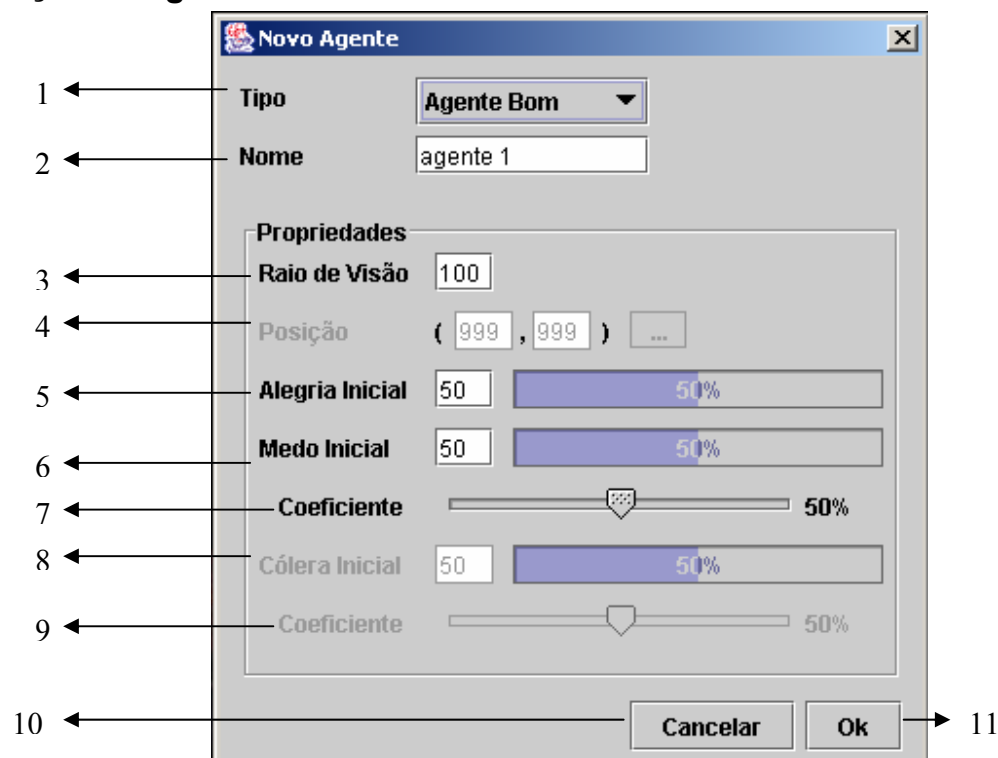 Novo Agente
1 Tipo Agente Bom
2 Nome agente 1
Propriedades
3 Raio de Visão 100
4 Posição ( 999 , 999 ) ...
5 Alegria Inicial 50 50%
6 Medo Inicial 50 50%
7 Coeficiente 50%
8 Cólera Inicial 50 50%
9 Coeficiente 50%
10 Cancelar Ok 11